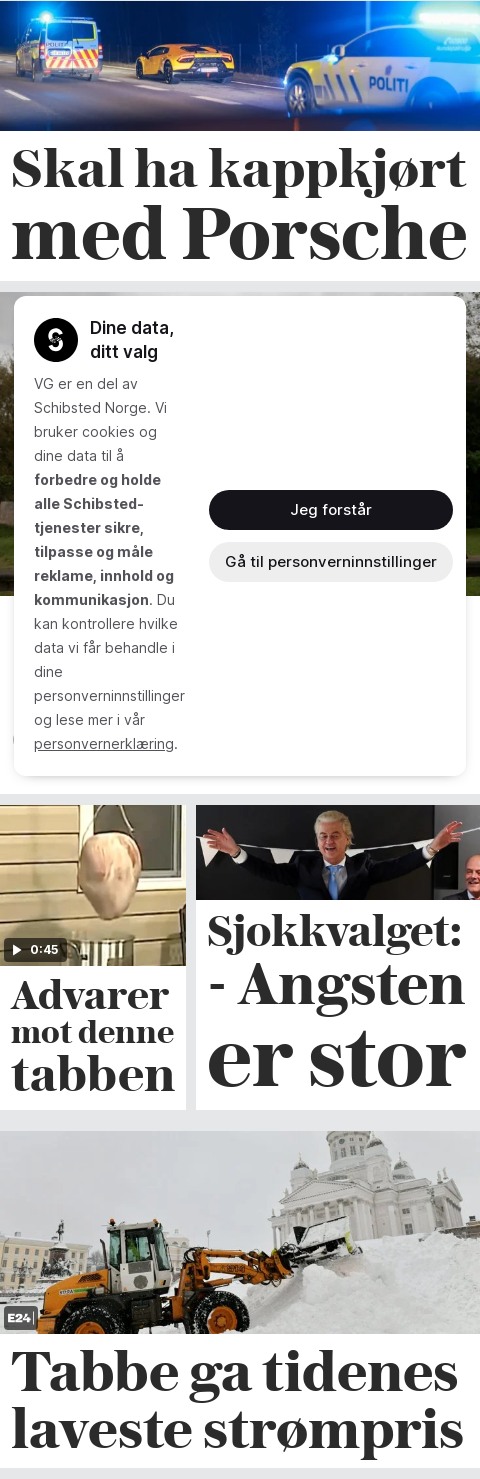 POLITI
Skal ha kappkjørt
med Porsche
Dine data,
ditt valg
VG er en del av
Schibsted Norge. Vi
bruker cookies og
dine data til å
forbedre og holde
alle Schibsted-
tjenester sikre,
tilpasse og måle
reklame, innhold og
kommunikasjon. Du
kan kontrollere hvilke
data vi får behandle i
dine
personverninnstillinger
og lese mer i vår
personvernerklæring.
Jeg forstår
Gå til personverninnstillinger
0:45
Advarer
mot denne
tabben
Sjokkvalget:
- Angsten
er stor
E24
Tabbe ga tidenes
laveste strømpris